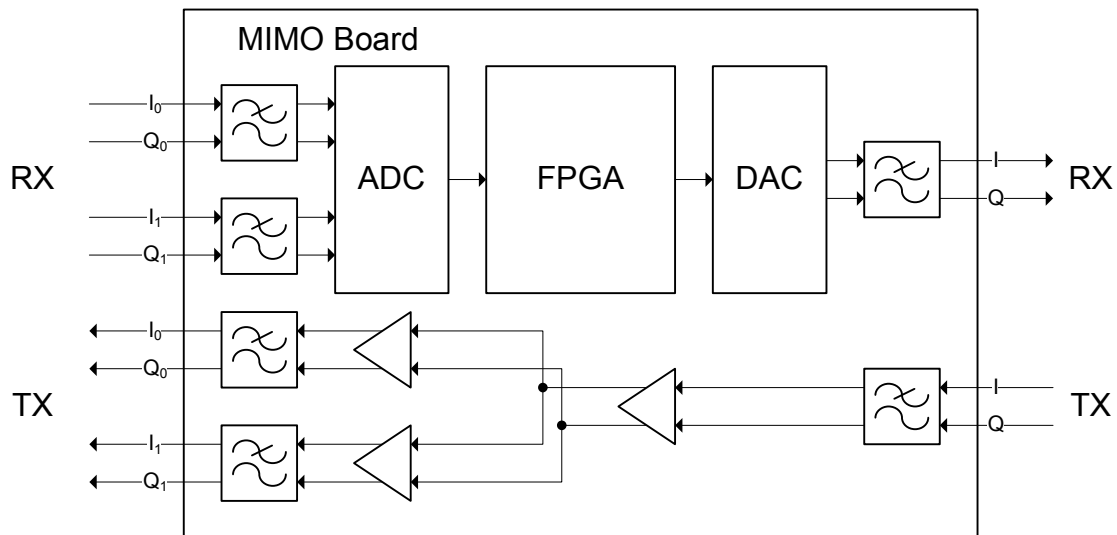 MIMO Board
I₀
Q₀
RX
I₁
Q₁
ADC
FPGA
DAC
I
Q
RX
I₀
Q₀
TX
I₁
Q₁
I
Q
TX